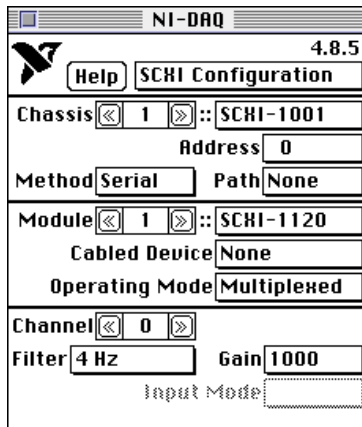 NI-DAQ
4.8.5
Help SCXI Configuration
Chassis 1 :: SCXI-1001
Address 0
Method Serial Path None
Module 1 :: SCXI-1120
Cabled Device None
Operating Mode Multiplexed
Channel 0
Filter 4 Hz Gain 1000
Input Mode